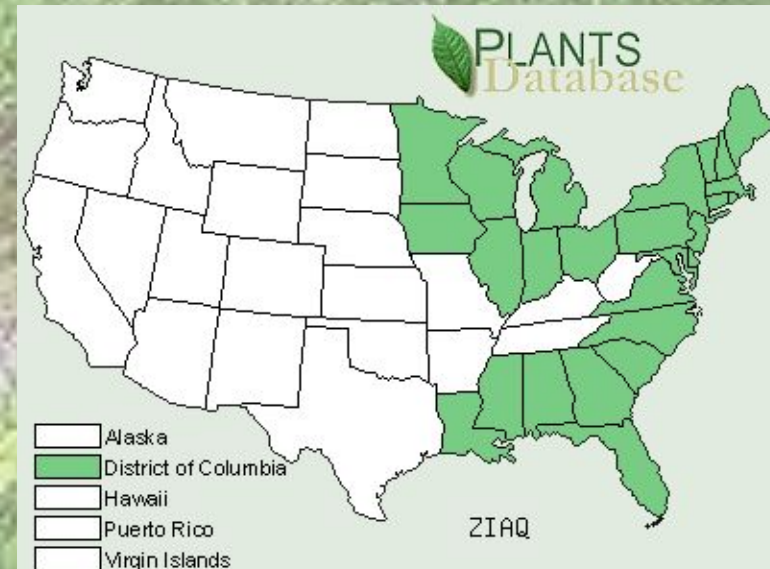 PLANTS
Database
Alaska
District of Columbia
Hawaii
Puerto Rico
Virgin Islands
ZIAQ